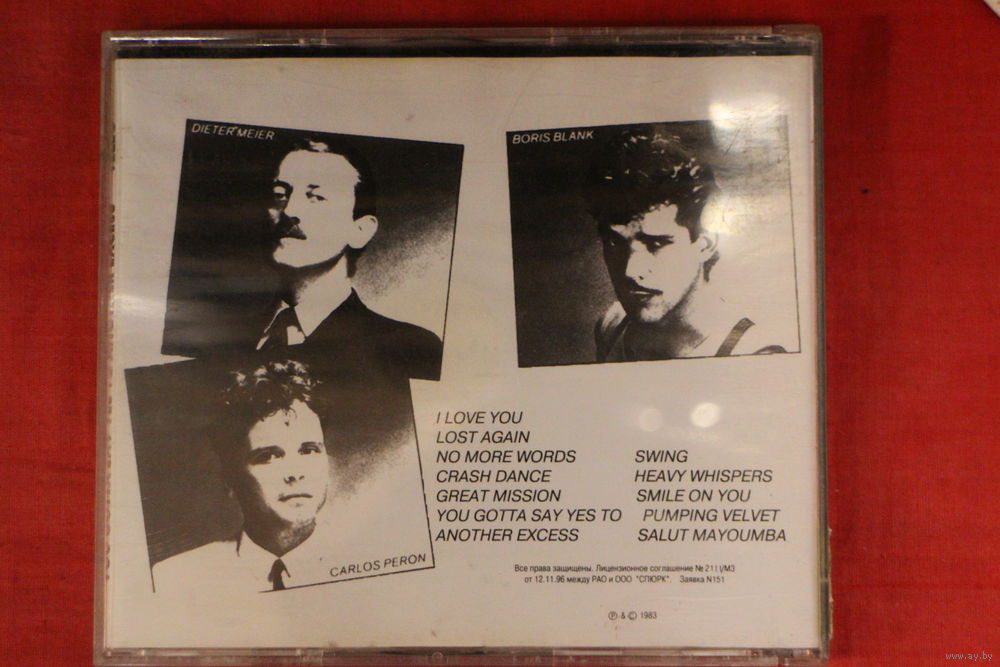 DIETER MEIER
BORIS BLANK
CARLOS PERON
I LOVE YOU
LOST AGAIN
NO MORE WORDS
CRASH DANCE
GREAT MISSION
YOU GOTTA SAY YES TO
ANOTHER EXCESS
SWING
HEAVY WHISPERS
SMILE ON YOU
PUMPING VELVET
SALUT MAYOUMBA
Все права защищены. Лицензионное соглашение №
от 12.11.96 между РАО и ООО "СПЮРК". Заявка N151
Ⓟ & © 1983
www.ay.by